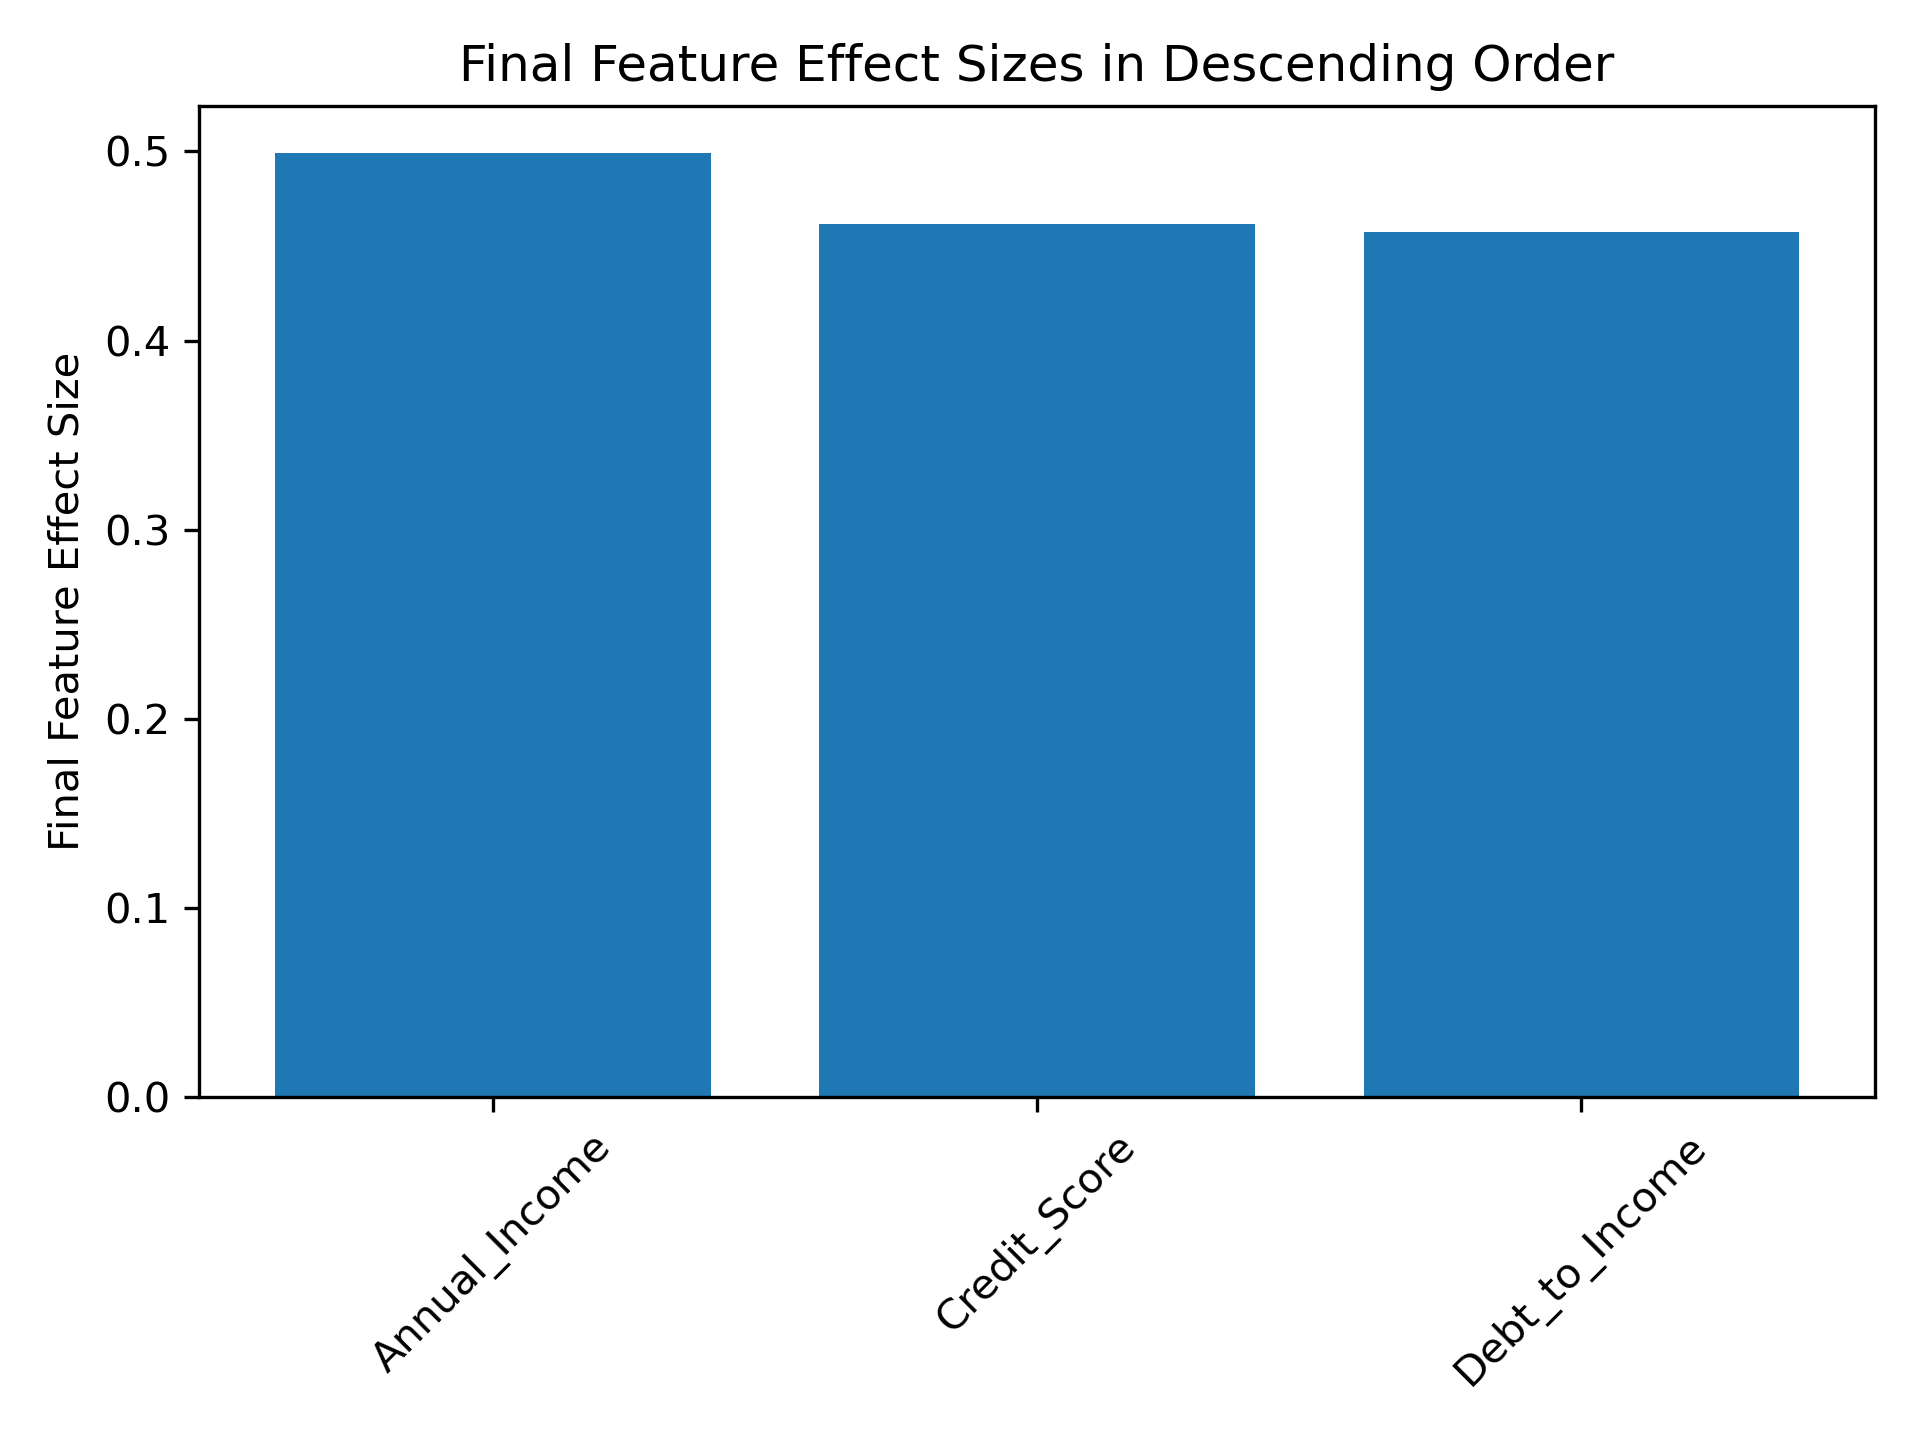 Final Feature Effect Sizes in Descending Order
Final Feature Effect Size
0.5
0.4
0.3
0.2
0.1
0.0
Annual_Income
Credit_Score
Debt_to_Income